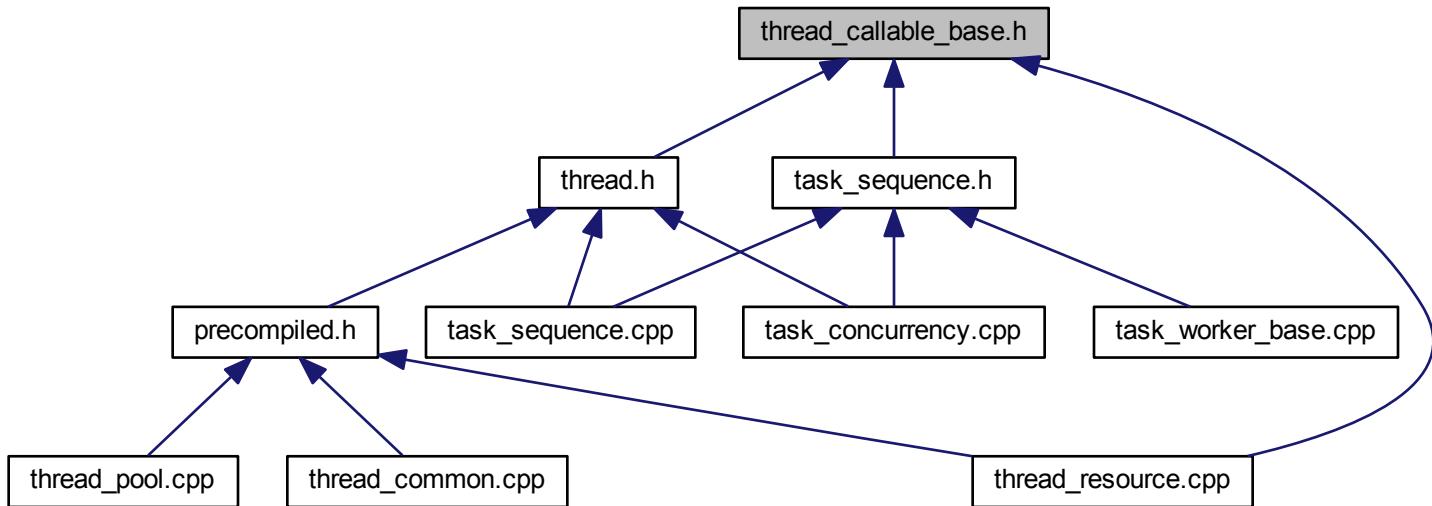 thread_callable_base.h
thread.h
task_sequence.h
precompiled.h
task_sequence.cpp
task_concurrency.cpp
task_worker_base.cpp
thread_pool.cpp
thread_common.cpp
thread_resource.cpp